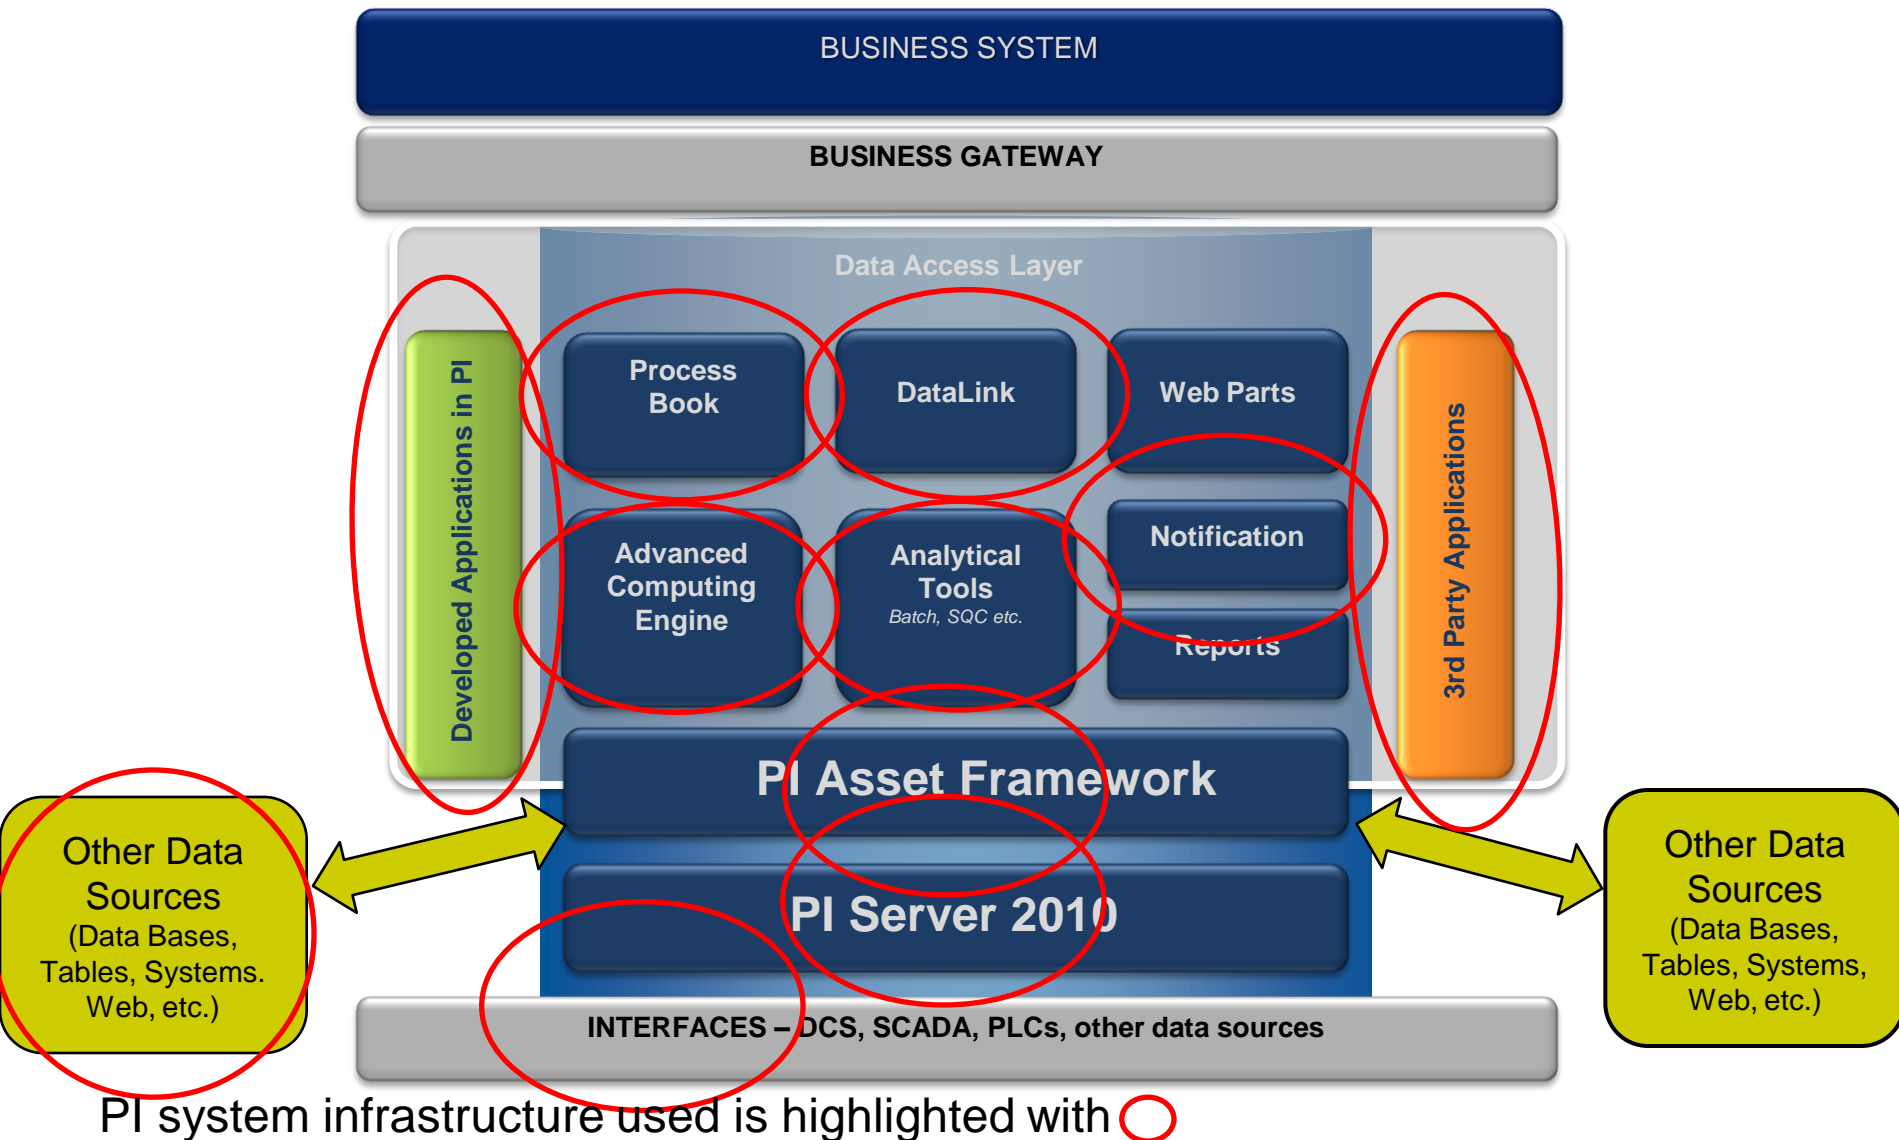 BUSINESS SYSTEM
BUSINESS GATEWAY
Data Access Layer
Developed Applications in PI
Process
Book
DataLink
Web Parts
Advanced
Computing
Engine
Analytical
Tools
Batch, SQC etc.
Notification
Reports
3rd Party Applications
PI Asset Framework
PI Server 2010
Other Data
Sources
(Data Bases,
Tables, Systems.
Web, etc.)
Other Data
Sources
(Data Bases,
Tables, Systems,
Web, etc.)
INTERFACES – DCS, SCADA, PLCs, other data sources
PI system infrastructure used is highlighted with